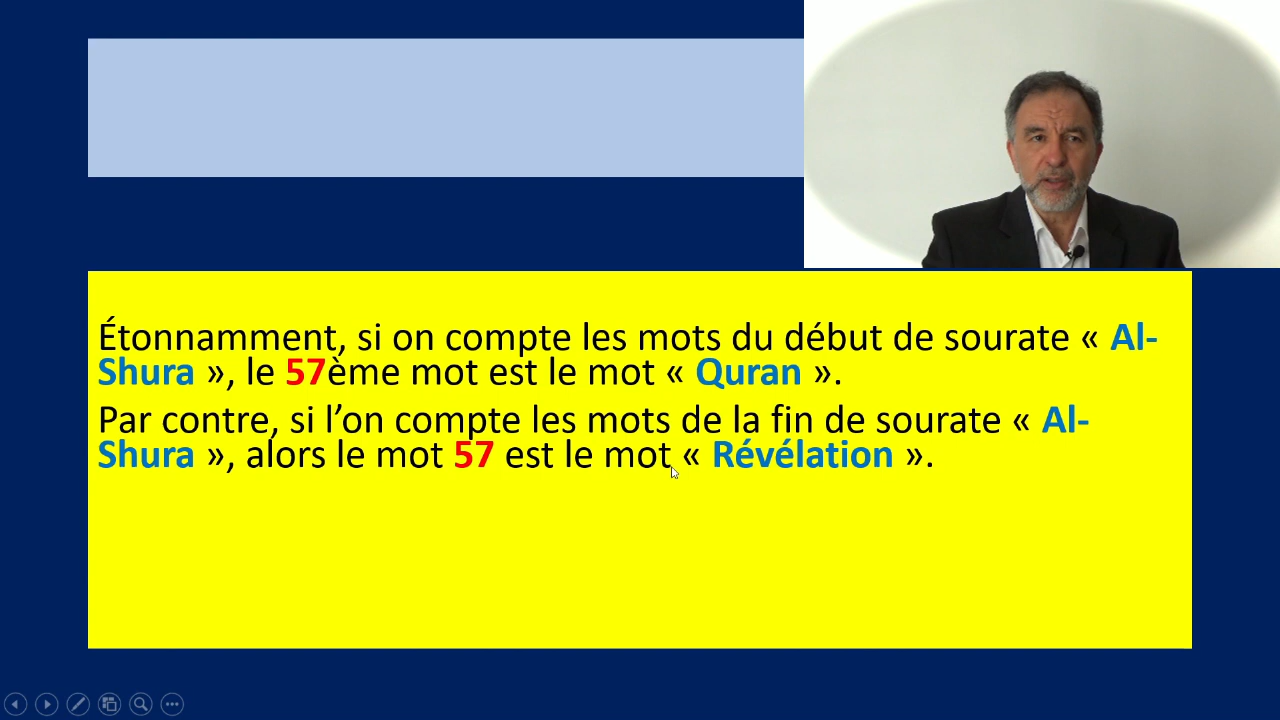 Étonnamment, si on compte les mots du début de sourate « Al-
Shura », le 57ème mot est le mot « Quran ».
Par contre, si l’on compte les mots de la fin de sourate « Al-
Shura », alors le mot 57 est le mot « Révélation ».